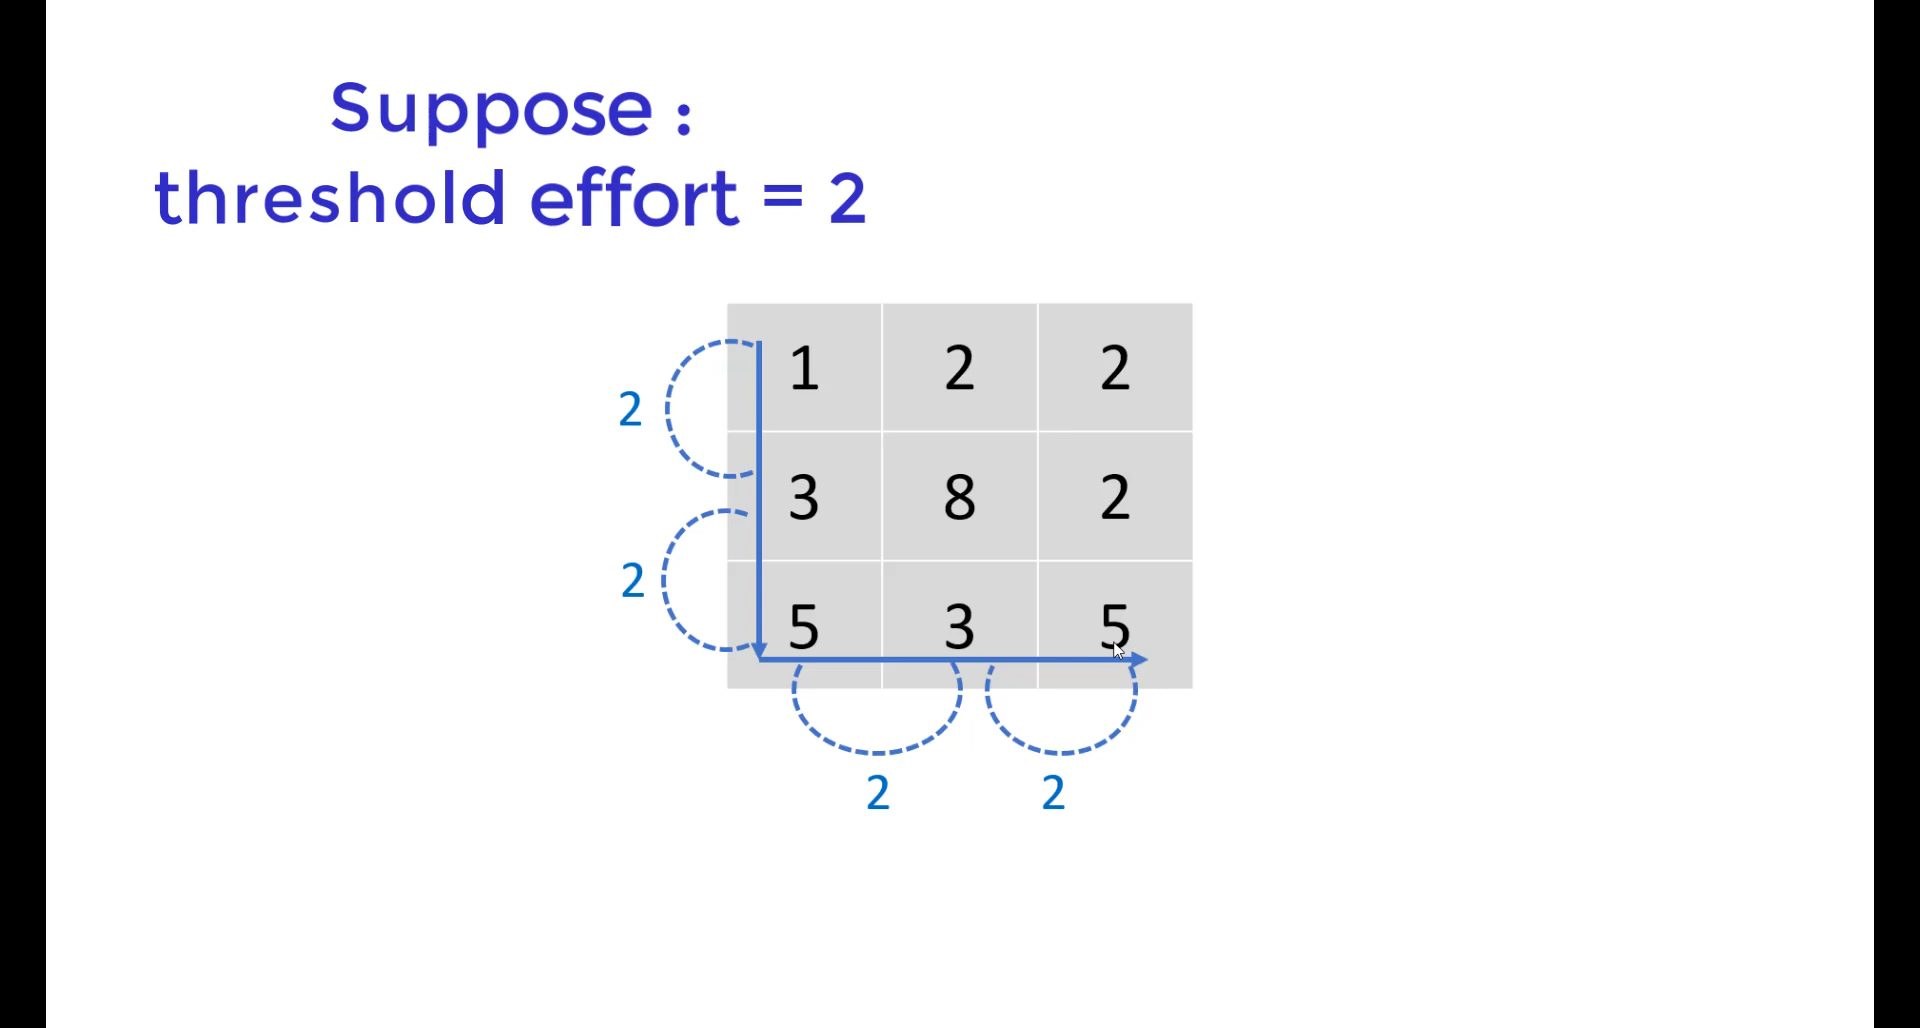 Suppose :
threshold effort = 2
1 2 2
2
3 8 2
2
5 3 5
2 2